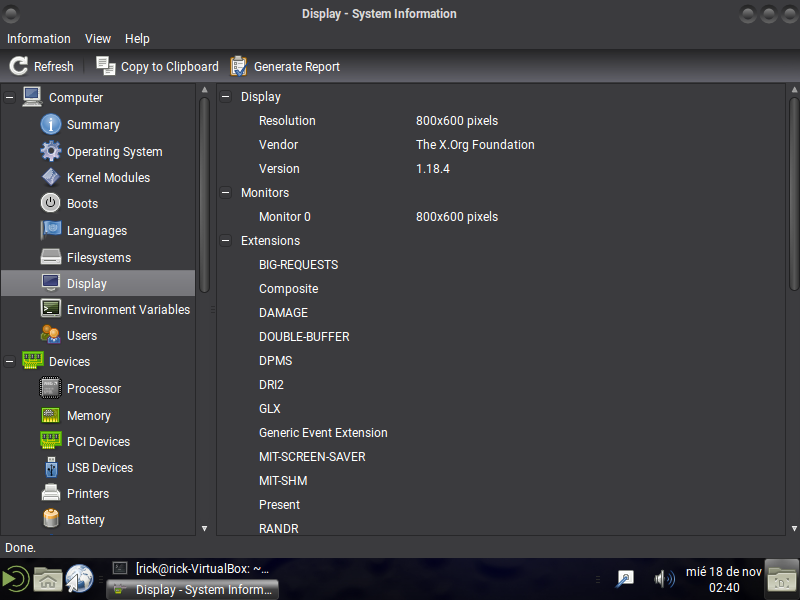 Display - System Information
Information View Help
Refresh Copy to Clipboard Generate Report
Computer
Summary
Operating System
Kernel Modules
Boots
Languages
Filesystems
Display
Environment Variables
Users
Devices
Processor
Memory
PCI Devices
USB Devices
Printers
Battery
Display
Resolution 800x600 pixels
Vendor The X.Org Foundation
Version 1.18.4
Monitors
Monitor 0 800x600 pixels
Extensions
BIG-REQUESTS
Composite
DAMAGE
DOUBLE-BUFFER
DPMS
DRI2
GLX
Generic Event Extension
MIT-SCREEN-SAVER
MIT-SHM
Present
RANDR
Done.
[rick@rick-VirtualBox: ~...
Display - System Inform...
mié 18 de nov
02:40